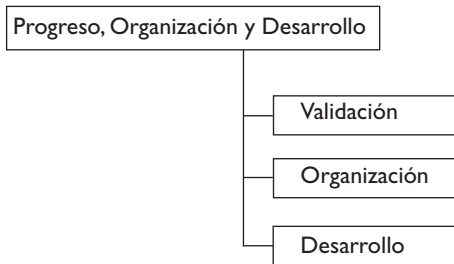 Progreso, Organización y Desarrollo
Validación
Organización
Desarrollo